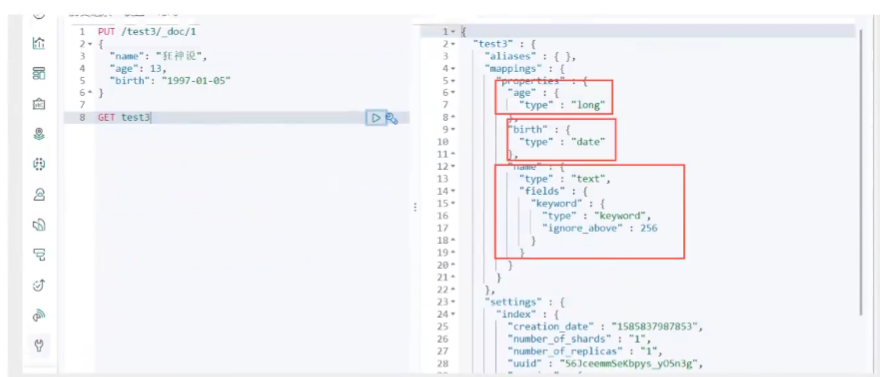 1 PUT /test3/_doc/1
2 {
3 "name": "狂神说",
4 "age": 13,
5 "birth": "1997-01-05"
6 }
7
8 GET test3
1 {
2 "test3" : {
3 "aliases" : { },
4 "mappings" : {
5 "properties" : {
6 "age" : {
7 "type" : "long"
8 },
9 "birth" : {
10 "type" : "date"
11 },
12 "name" : {
13 "type" : "text",
14 "fields" : {
15 "keyword" : {
16 "type" : "keyword",
17 "ignore_above" : 256
18 }
19 }
20 }
21 }
22 },
23 "settings" : {
24 "index" : {
25 "creation_date" : "1585837987853",
26 "number_of_shards" : "1",
27 "number_of_replicas" : "1",
28 "uuid" : "56JceemmSeKbpys_yO5n3g",